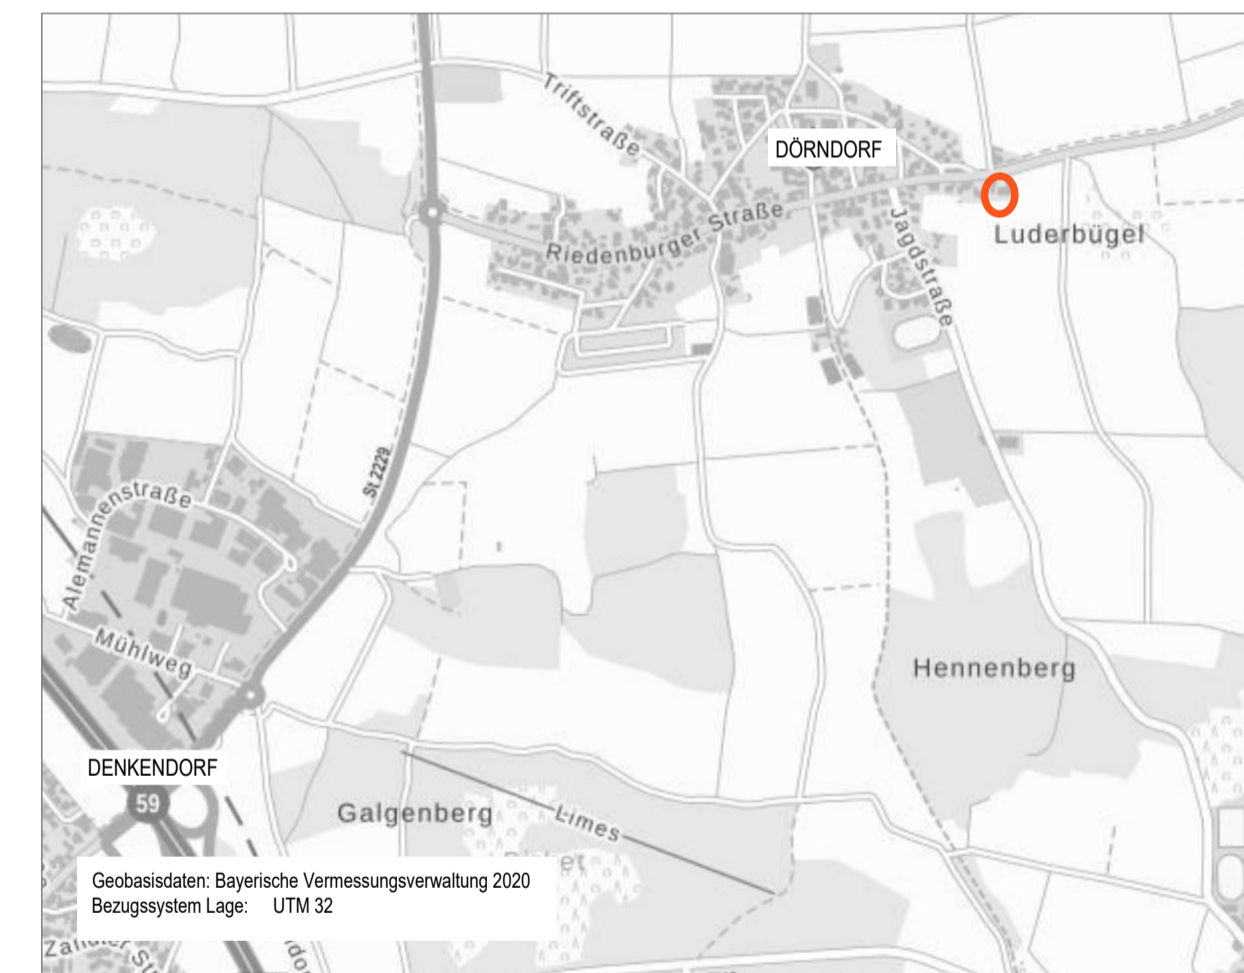 Triftstraße
DÖRNDORF
Riedenburger Straße
Jagdstraße
Luderbügel
St 2229
Alemannenstraße
Mühlweg
Hennenberg
DENKENDORF
59
Galgenberg
Limes
Geobasisdaten: Bayerische Vermessungsverwaltung 2020
Bezugssystem Lage: UTM 32